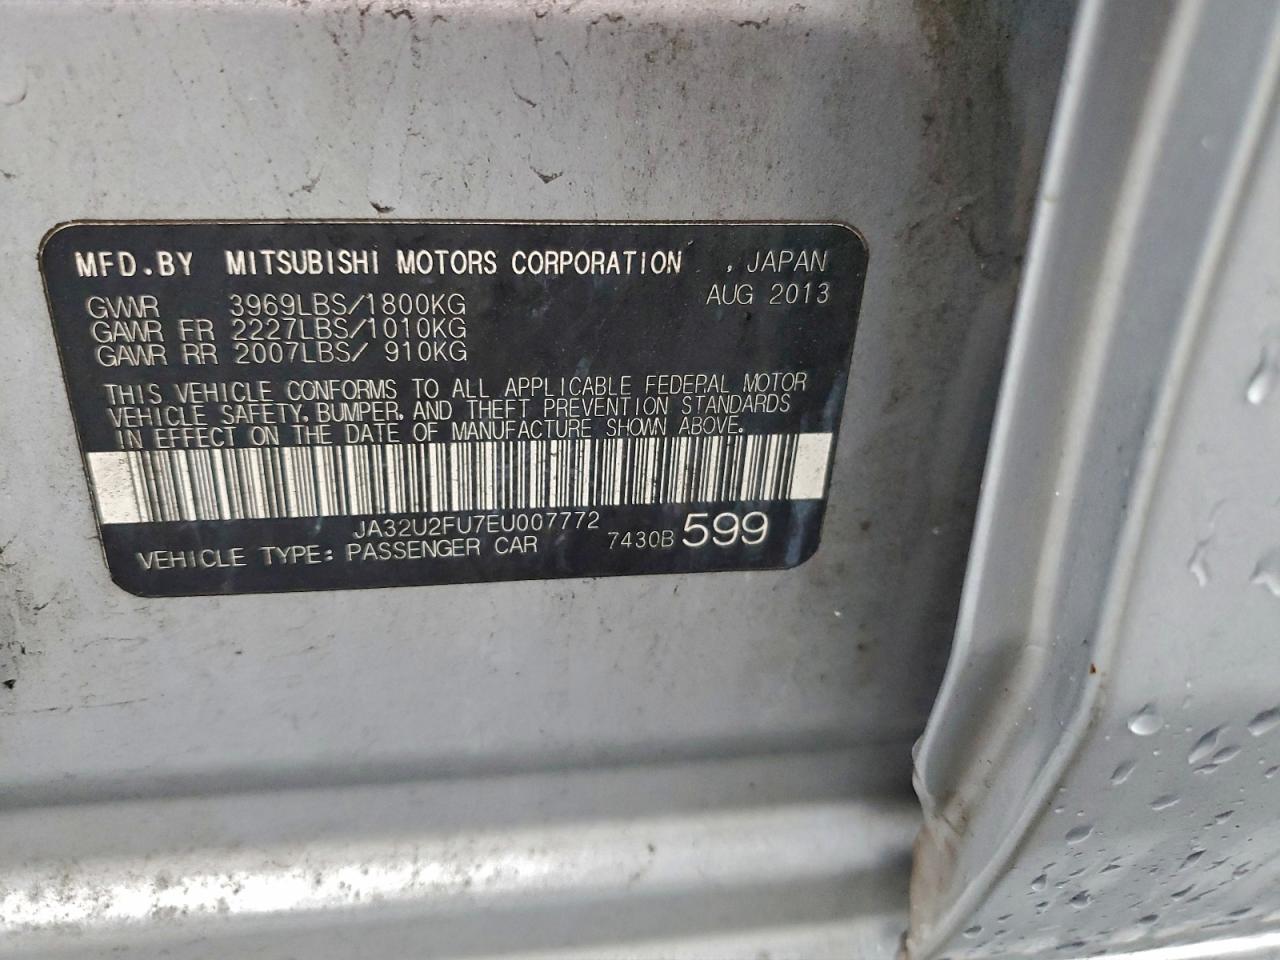 MFD.BY MITSUBISHI MOTORS CORPORATION , JAPAN
AUG 2013
GVWR 3969LBS/1800KG
GAWR FR 2227LBS/1010KG
GAWR RR 2007LBS/ 910KG
THIS VEHICLE CONFORMS TO ALL APPLICABLE FEDERAL MOTOR
VEHICLE SAFETY, BUMPER, AND THEFT PREVENTION STANDARDS
IN EFFECT ON THE DATE OF MANUFACTURE SHOWN ABOVE.
JA32U2FU7EU007772
VEHICLE TYPE: PASSENGER CAR 7430B 599